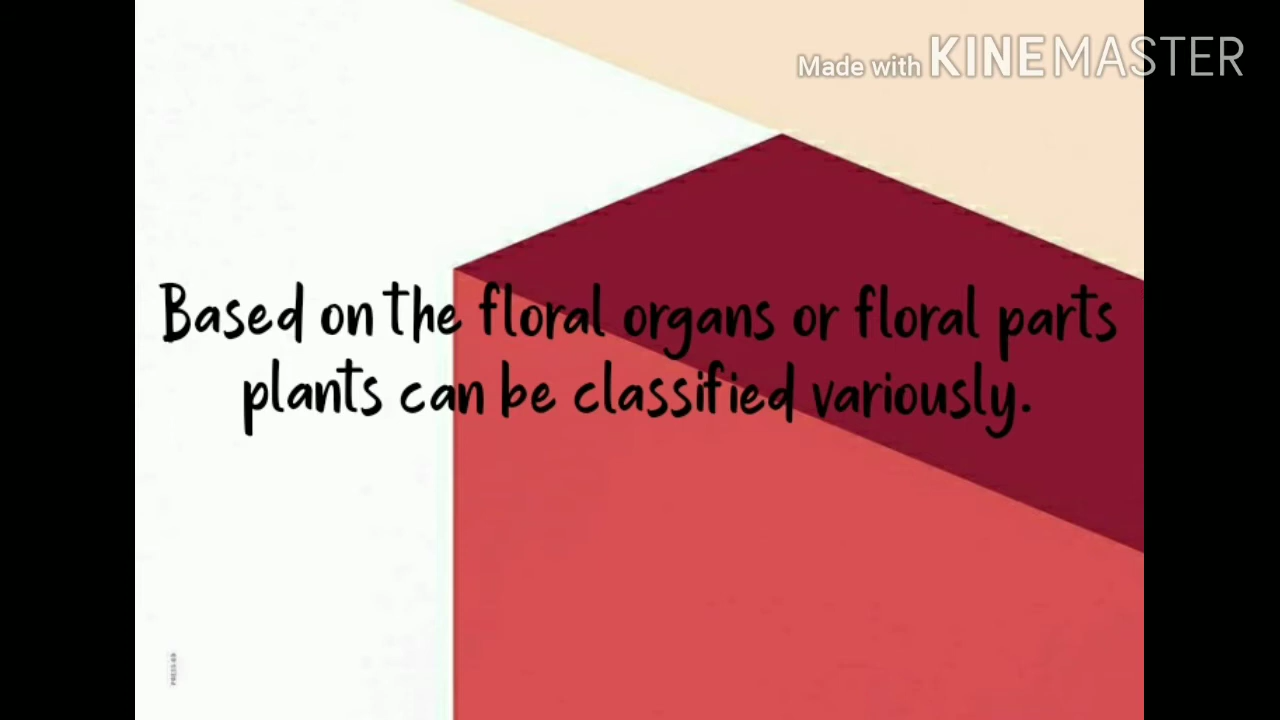 Made with KINEMASTER
Based on the floral organs or floral parts
plants can be classified variously.